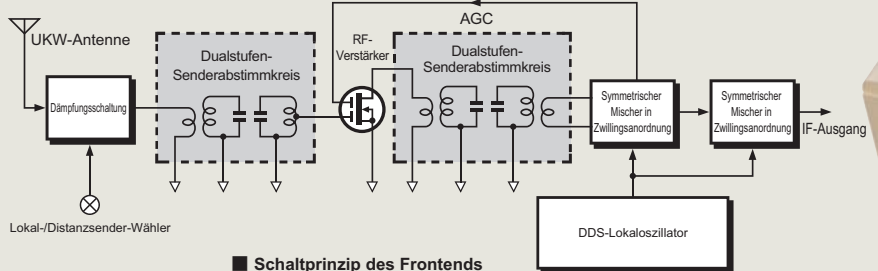 AGC
UKW-Antenne
RF-
Verstärker
Dualstufen-
Senderabstimmkreis
Dualstufen-
Senderabstimmkreis
Dämpfungsschaltung
Symmetrischer
Mischer in
Zwillingsanordnung
Symmetrischer
Mischer in
Zwillingsanordnung
IF-Ausgang
Lokal-/Distanzsender-Wähler
DDS-Lokaloszillator
■ Schaltprinzip des Frontends